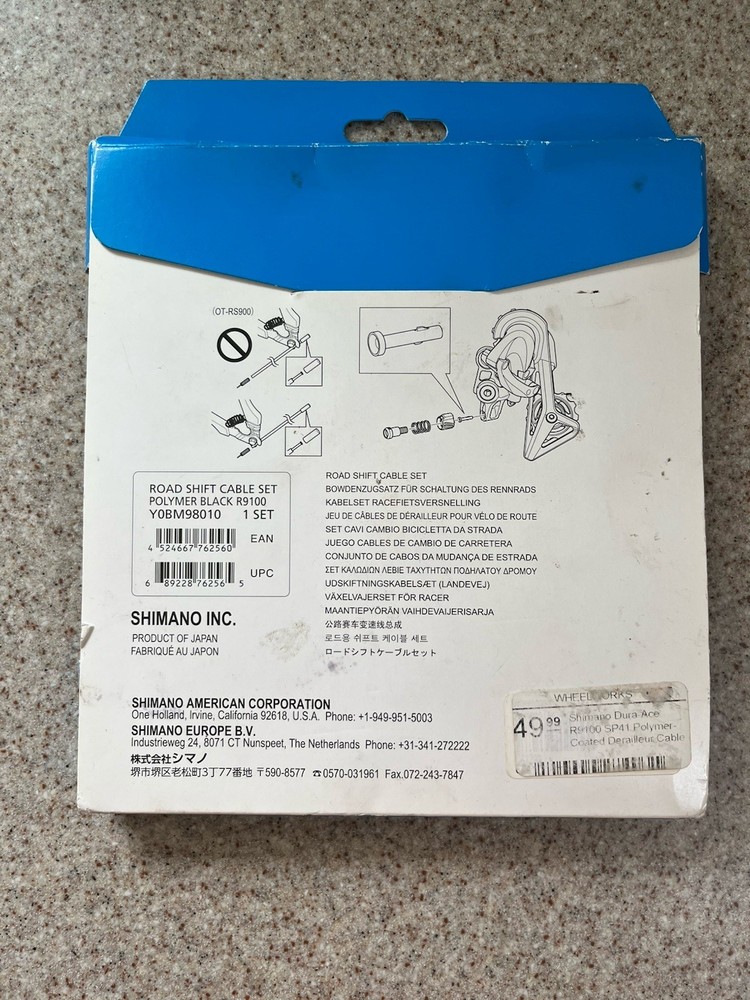 (OT-RS900)
ROAD SHIFT CABLE SET
POLYMER BLACK R9100
Y0BM98010 1 SET
4 524667 762560 EAN
6 89228 76256 5 UPC
SHIMANO INC.
PRODUCT OF JAPAN
FABRIQUÉ AU JAPON
ROAD SHIFT CABLE SET
BOWDENZUGSATZ FÜR SCHALTUNG DES RENNRADS
KABELSET RACEFIETSVERSNELLING
JEU DE CÂBLES DE DÉRAILLEUR POUR VÉLO DE ROUTE
SET CAVI CAMBIO BICICLETTA DA STRADA
JUEGO CABLES DE CAMBIO DE CARRETERA
CONJUNTO DE CABOS DA MUDANÇA DE ESTRADA
ΣΕΤ ΚΑΛΩΔΙΩΝ ΛΕΒΙΕ ΤΑΧΥΤΗΤΩΝ ΠΟΔΗΛΑΤΟΥ ΔΡΟΜΟΥ
UDSKIFTNINGSKABELSÆT (LANDEVEJ)
VÄXELVAJERSET FÖR RACER
MAANTIEPYÖRÄN VAIHDEVAIJERISARJA
公路赛车变速线总成
로드용 쉬프트 케이블 세트
ロードシフトケーブルセット
SHIMANO AMERICAN CORPORATION
One Holland, Irvine, California 92618, U.S.A. Phone: +1-949-951-5003
SHIMANO EUROPE B.V.
Industrieweg 24, 8071 CT Nunspeet, The Netherlands Phone: +31-341-272222
株式会社シマノ
堺市堺区老松町3丁77番地 〒590-8577 ☎0570-031961 Fax.072-243-7847
WHEELWORKS
49.99
Shimano Dura-Ace
R9100 SP41 Polymer-
Coated Derailleur Cable